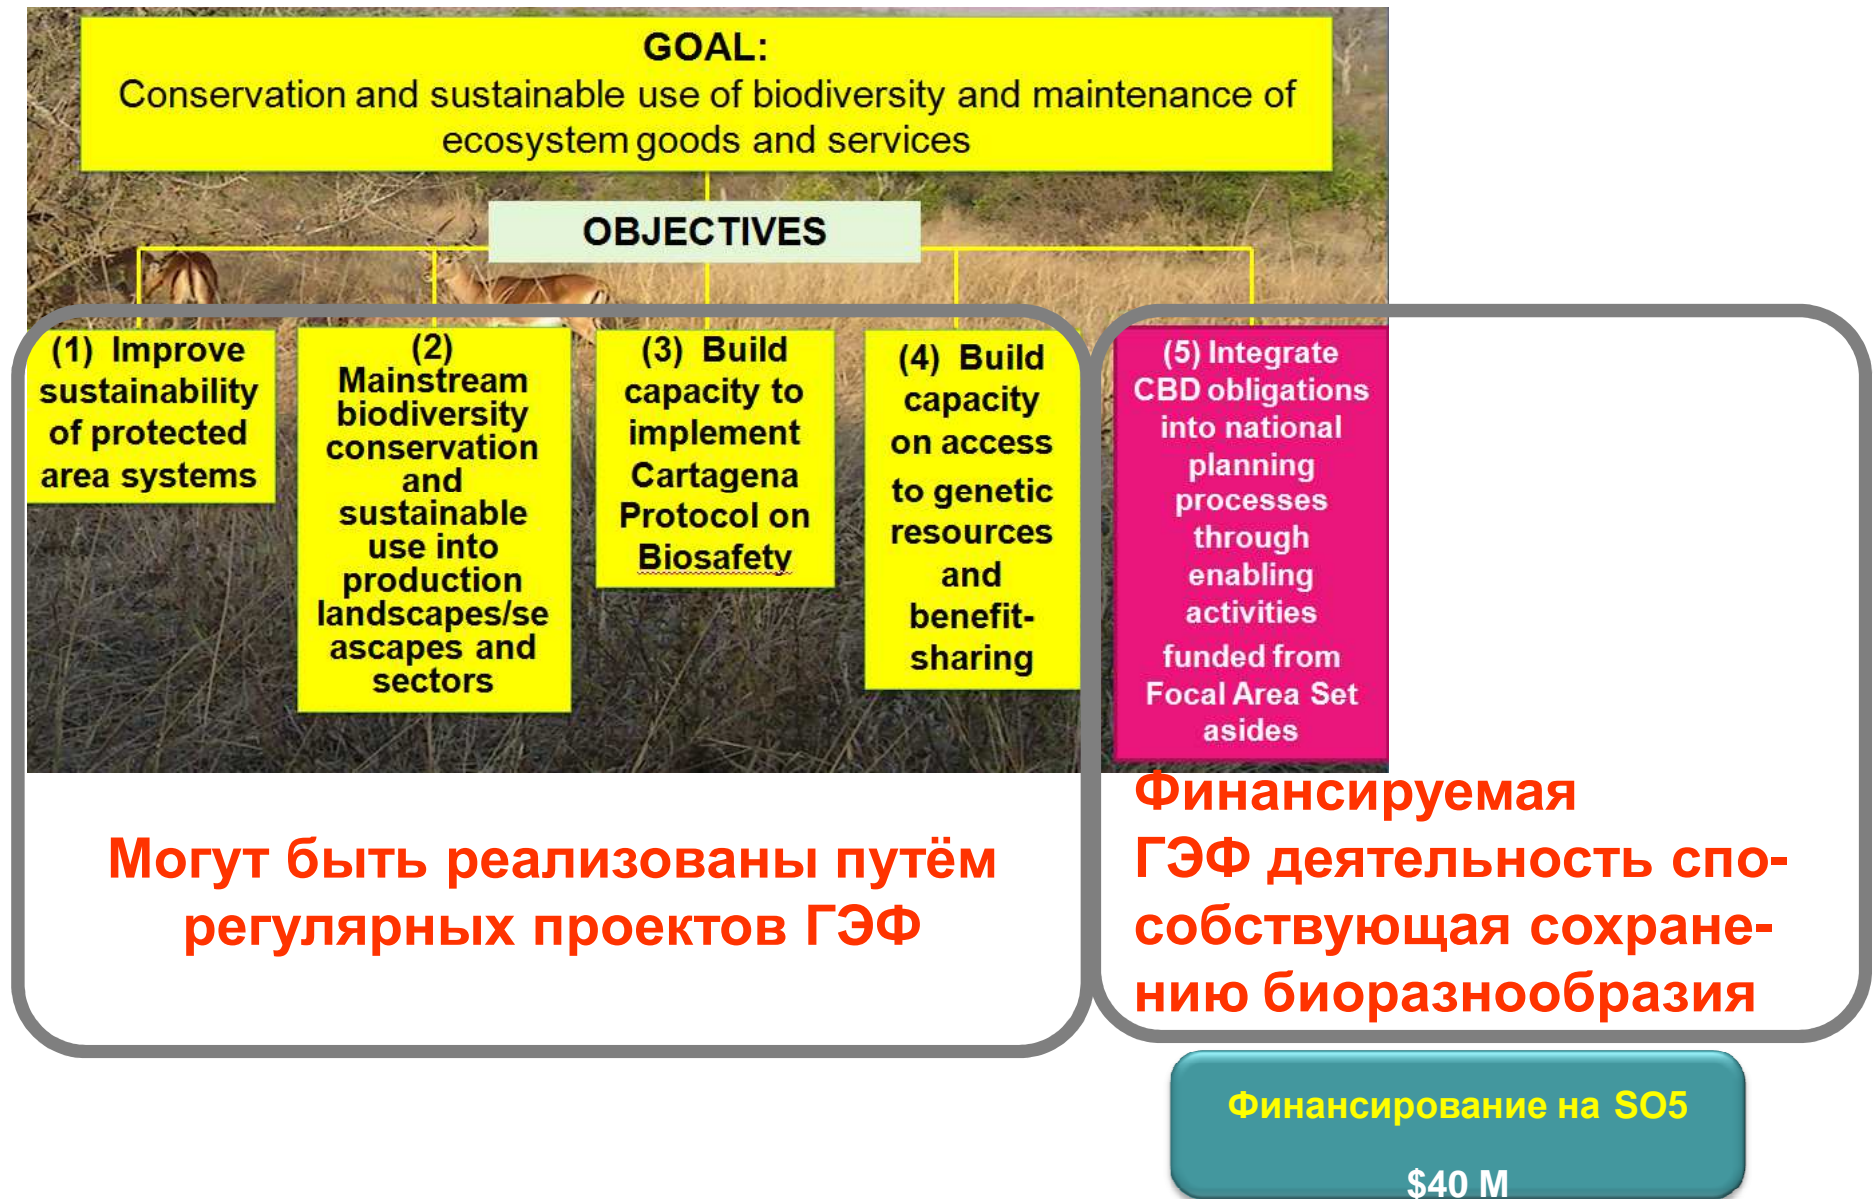 GOAL:
Conservation and sustainable use of biodiversity and maintenance of
ecosystem goods and services
OBJECTIVES
(1) Improve
sustainability
of protected
area systems
(2)
Mainstream
biodiversity
conservation
and
sustainable
use into
production
landscapes/se
ascapes and
sectors
(3) Build
capacity to
implement
Cartagena
Protocol on
Biosafety
(4) Build
capacity
on access
to genetic
resources
and
benefit-
sharing
(5) Integrate
CBD obligations
into national
planning
processes
through
enabling
activities
funded from
Focal Area Set
asides
Могут быть реализованы путём
регулярных проектов ГЭФ
Финансируемая
ГЭФ деятельность спо-
собствующая сохране-
нию биоразнообразия
Финансирование на SO5
$40 M